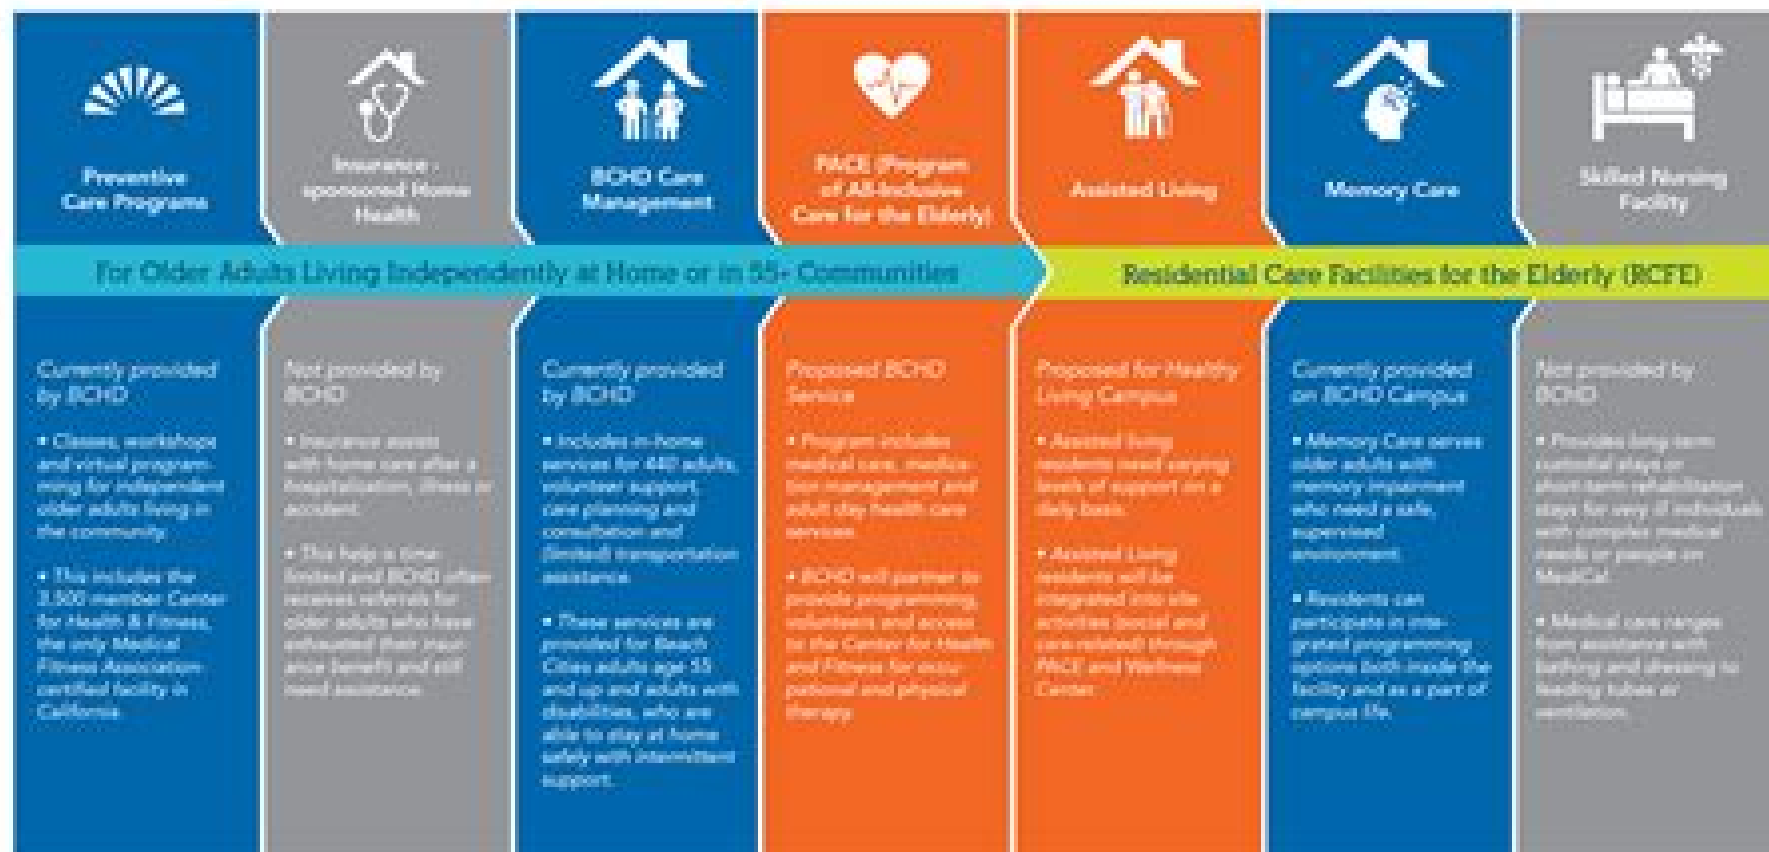 Preventive
Care Programs
Insurance -
sponsored Home
Health
BCHD Care
Management
PACE (Program
of All-Inclusive
Care for the Elderly)
Assisted Living
Memory Care
Skilled Nursing
Facility
For Older Adults Living Independently at Home or in 55+ Communities
Residential Care Facilities for the Elderly (RCFE)
Currently provided
by BCHD
• Classes, workshops
and virtual program-
ming for independent
older adults living in
the community.
• This includes the
3,500 member Center
for Health & Fitness,
the only Medical
Fitness Association-
certified facility in
California.
Not provided by
BCHD
• Insurance assists
with home care after a
hospitalization, illness or
accident.
• This help is time-
limited and BCHD often
receives referrals for
older adults who have
exhausted their insur-
ance benefit and still
need assistance.
Currently provided
by BCHD
• Includes in-home
services for 440 adults,
volunteer support,
care planning and
consultation and
(limited) transportation
assistance.
• These services are
provided for Beach
Cities adults age 55
and up and adults with
disabilities, who are
able to stay at home
safely with intermittent
support.
Proposed BCHD
Service
• Program includes
medical care, medica-
tion management and
adult day health care
services.
• BCHD will partner to
provide programming,
volunteers and access
to the Center for Health
and Fitness for occu-
pational and physical
therapy.
Proposed for Healthy
Living Campus
• Assisted living
residents need varying
levels of support on a
daily basis.
• Assisted Living
residents will be
integrated into site
activities (social and
care-related) through
PACE and Wellness
Center.
Currently provided
on BCHD Campus
• Memory Care serves
older adults with
memory impairment
who need a safe,
supervised
environment.
• Residents can
participate in inte-
grated programming
options both inside the
facility and as a part of
campus life.
Not provided by
BCHD
• Provides long-term
custodial stays or
short-term rehabilitation
stays for very ill individuals
with complex medical
needs or people on
MediCal.
• Medical care ranges
from assistance with
bathing and dressing to
feeding tubes or
ventilation.